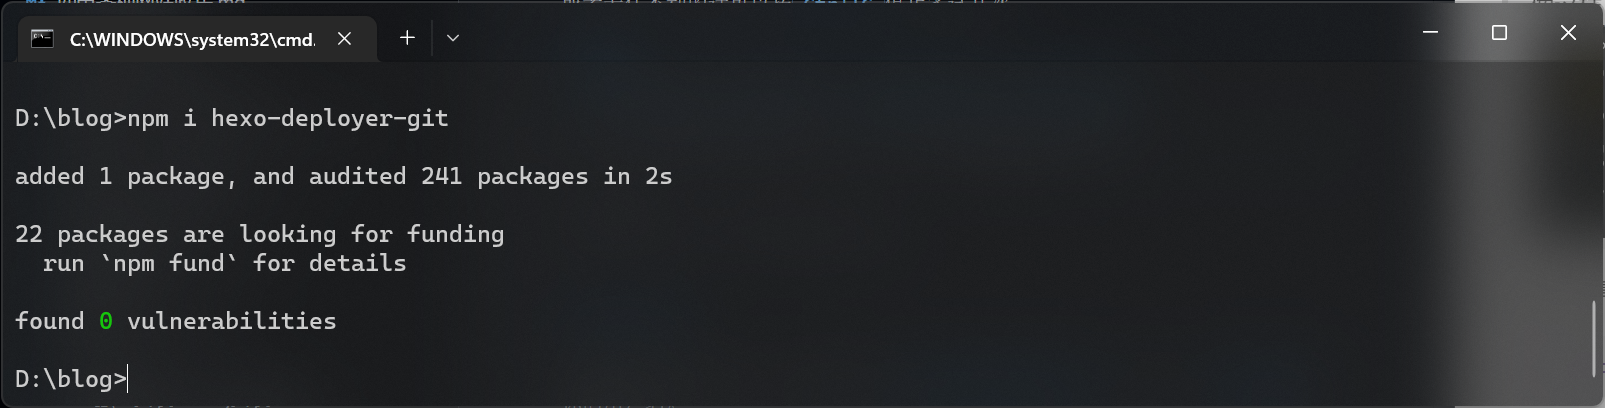 C:\WINDOWS\system32\cmd.
D:\blog>npm i hexo-deployer-git
added 1 package, and audited 241 packages in 2s
22 packages are looking for funding
  run `npm fund` for details
found 0 vulnerabilities
D:\blog>